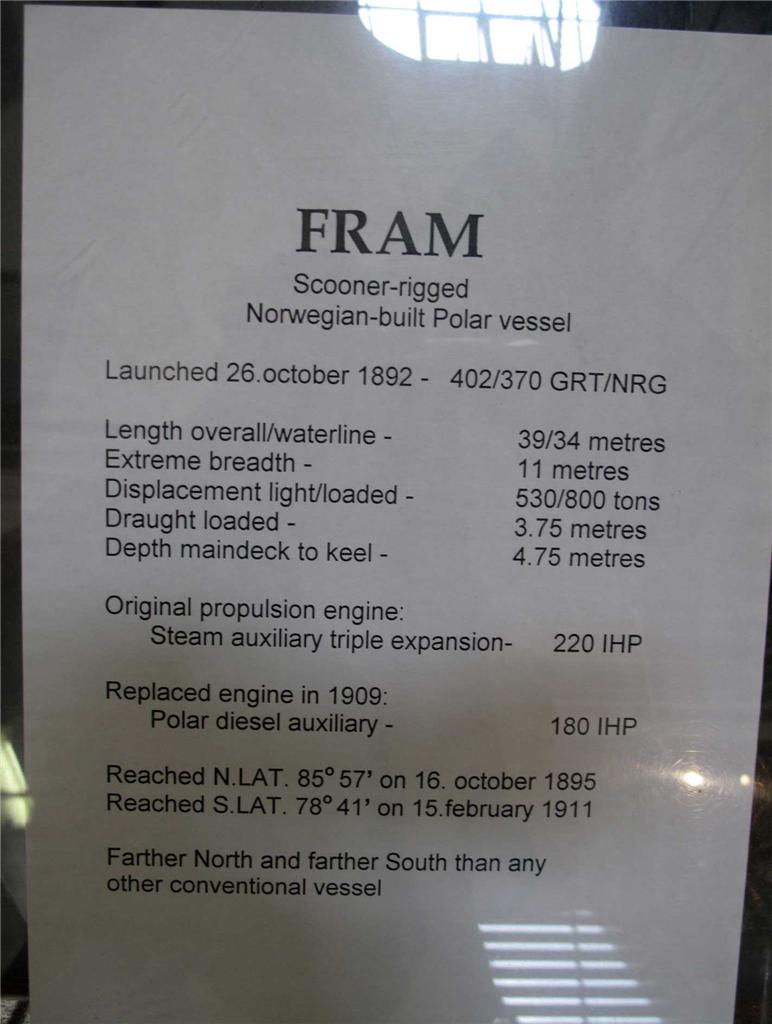 FRAM
Scooner-rigged
Norwegian-built Polar vessel
Launched 26.october 1892 - 402/370 GRT/NRG
Length overall/waterline - 39/34 metres
Extreme breadth - 11 metres
Displacement light/loaded - 530/800 tons
Draught loaded - 3.75 metres
Depth maindeck to keel - 4.75 metres
Original propulsion engine:
Steam auxiliary triple expansion- 220 IHP
Replaced engine in 1909:
Polar diesel auxiliary - 180 IHP
Reached N.LAT. 85° 57' on 16. october 1895
Reached S.LAT. 78° 41' on 15.february 1911
Farther North and farther South than any
other conventional vessel